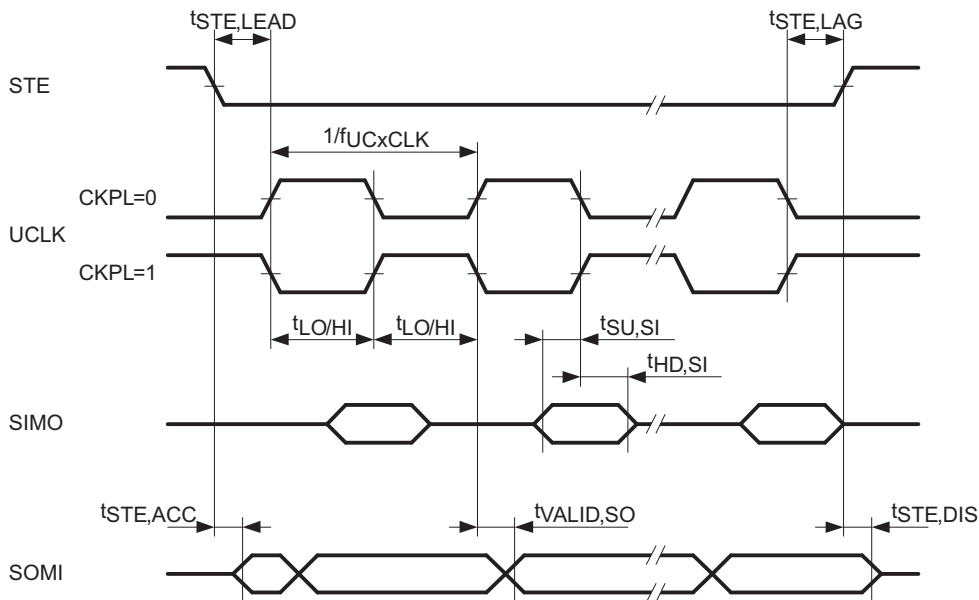 tSTE,LEAD
tSTE,LAG
STE
1/fUCxCLK
CKPL=0
UCLK
CKPL=1
tLO/HI
tLO/HI
tSU,SI
tHD,SI
SIMO
tSTE,ACC
tVALID,SO
tSTE,DIS
SOMI